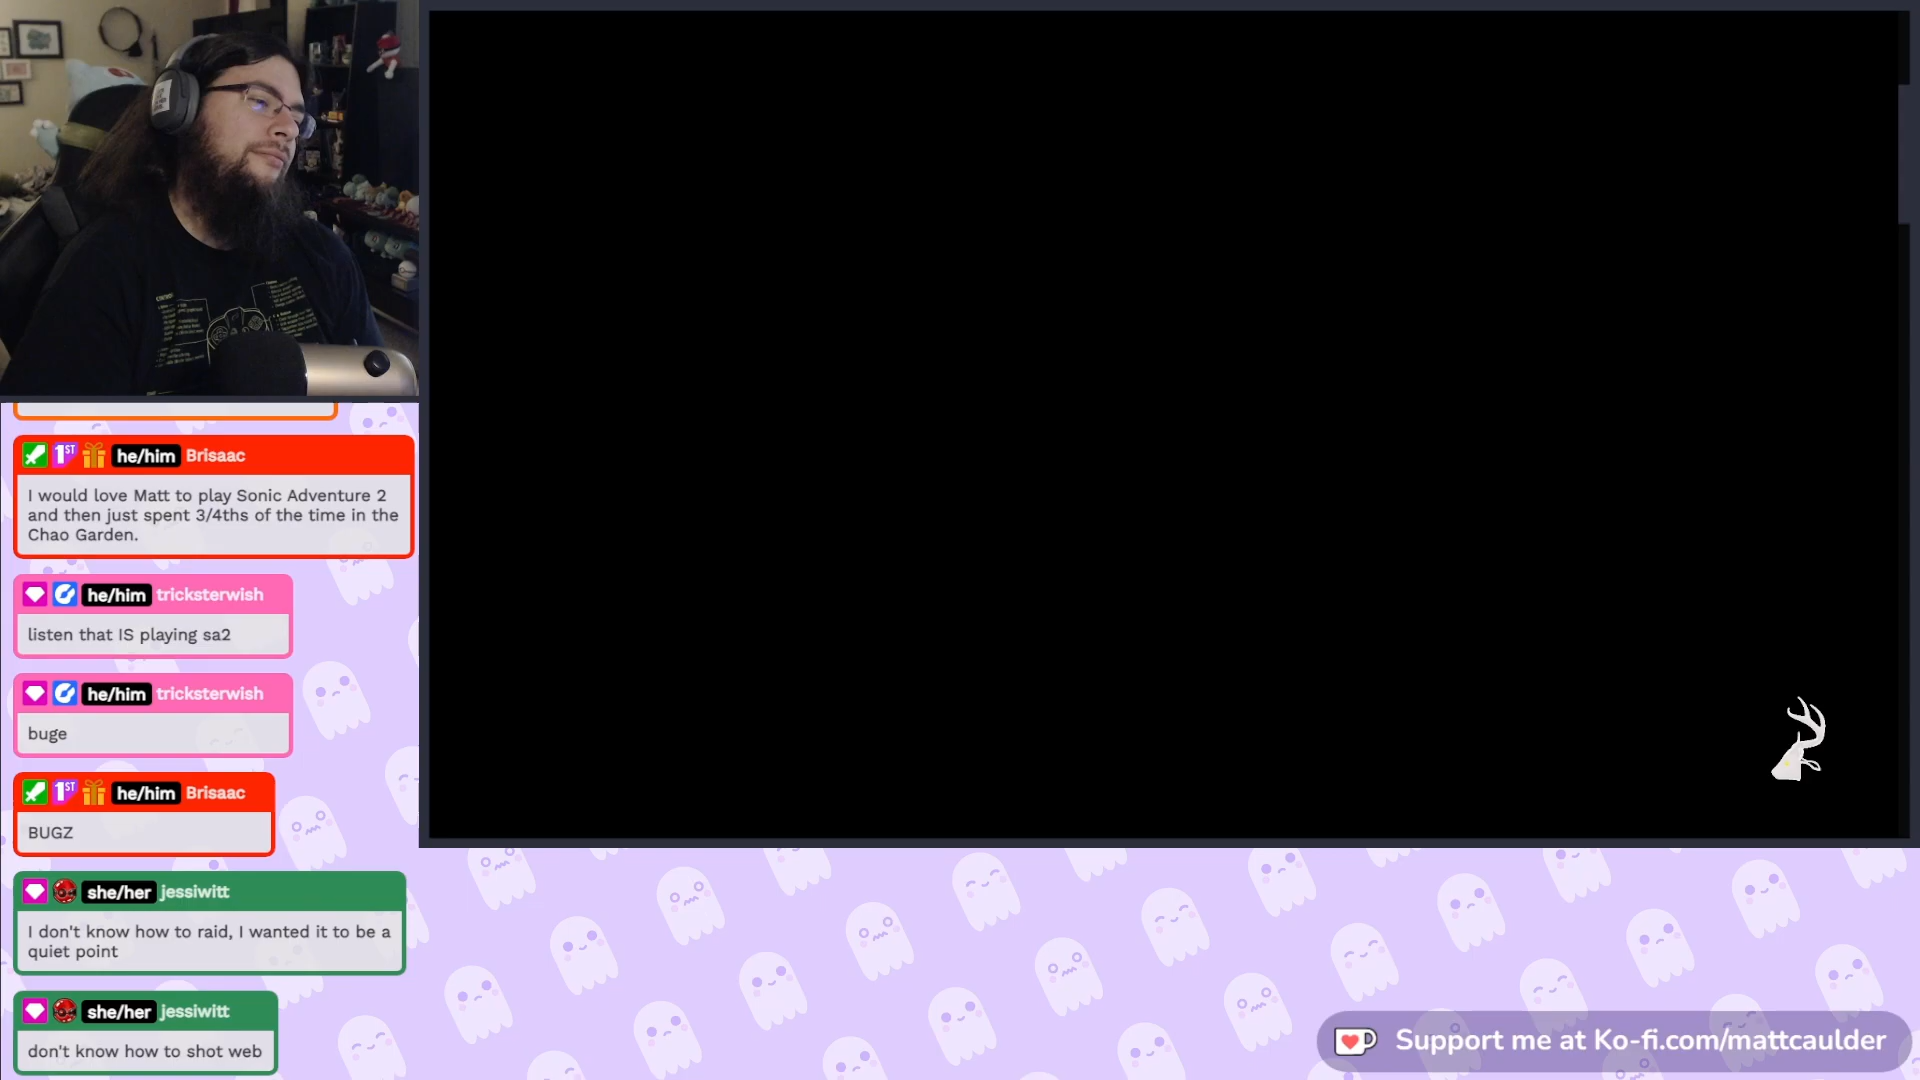 he/him Brisaac
I would love Matt to play Sonic Adventure 2
and then just spent 3/4ths of the time in the
Chao Garden.
he/him tricksterwish
listen that IS playing sa2
he/him tricksterwish
buge
he/him Brisaac
BUGZ
she/her jessiwitt
I don't know how to raid, I wanted it to be a
quiet point
she/her jessiwitt
don't know how to shot web
Support me at Ko-fi.com/mattcaulder